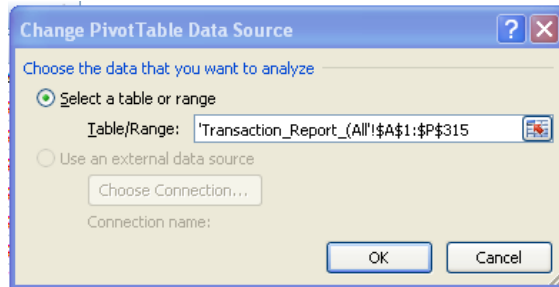 Change PivotTable Data Source
Choose the data that you want to analyze
Select a table or range
Table/Range: 'Transaction_Report_(All'!$A$1:$P$315
Use an external data source
Choose Connection...
Connection name:
OK Cancel